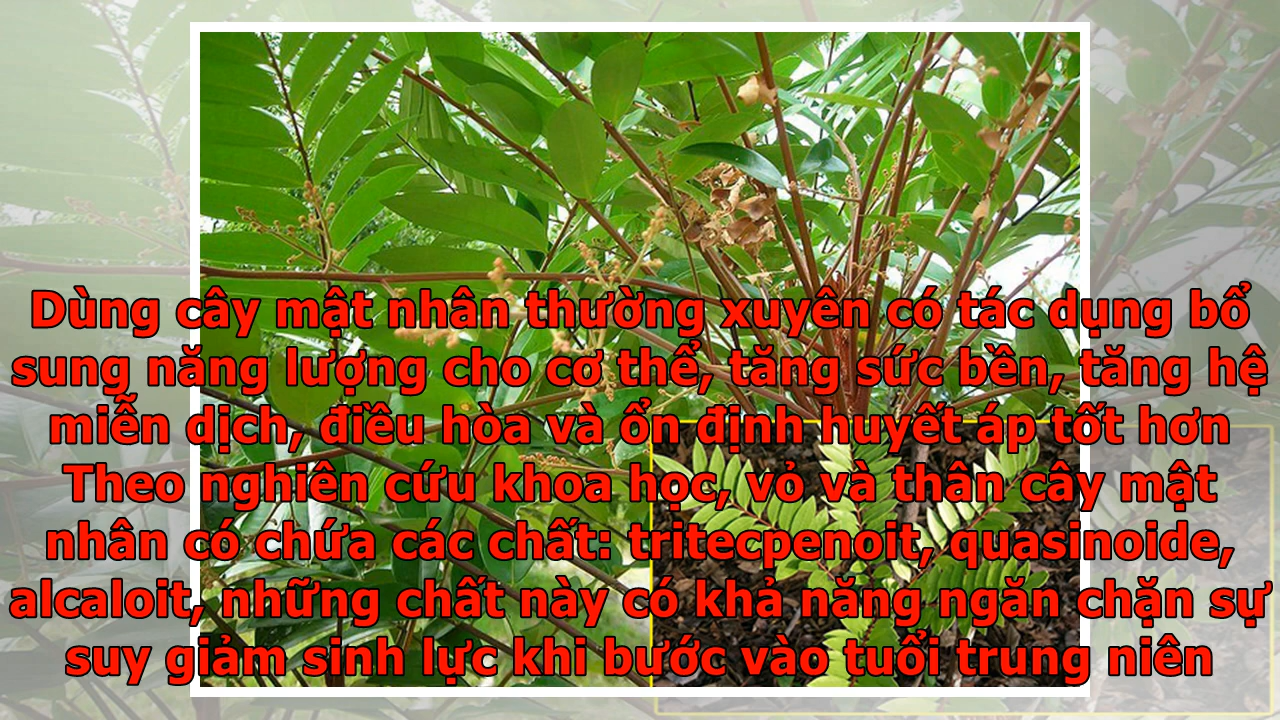 Dùng cây mật nhân thường xuyên có tác dụng bổ
sung năng lượng cho cơ thể, tăng sức bền, tăng hệ
miễn dịch, điều hòa và ổn định huyết áp tốt hơn
Theo nghiên cứu khoa học, vỏ và thân cây mật
nhân có chứa các chất: tritecpenoit, quasinoide,
alcaloit, những chất này có khả năng ngăn chặn sự
suy giảm sinh lực khi bước vào tuổi trung niên